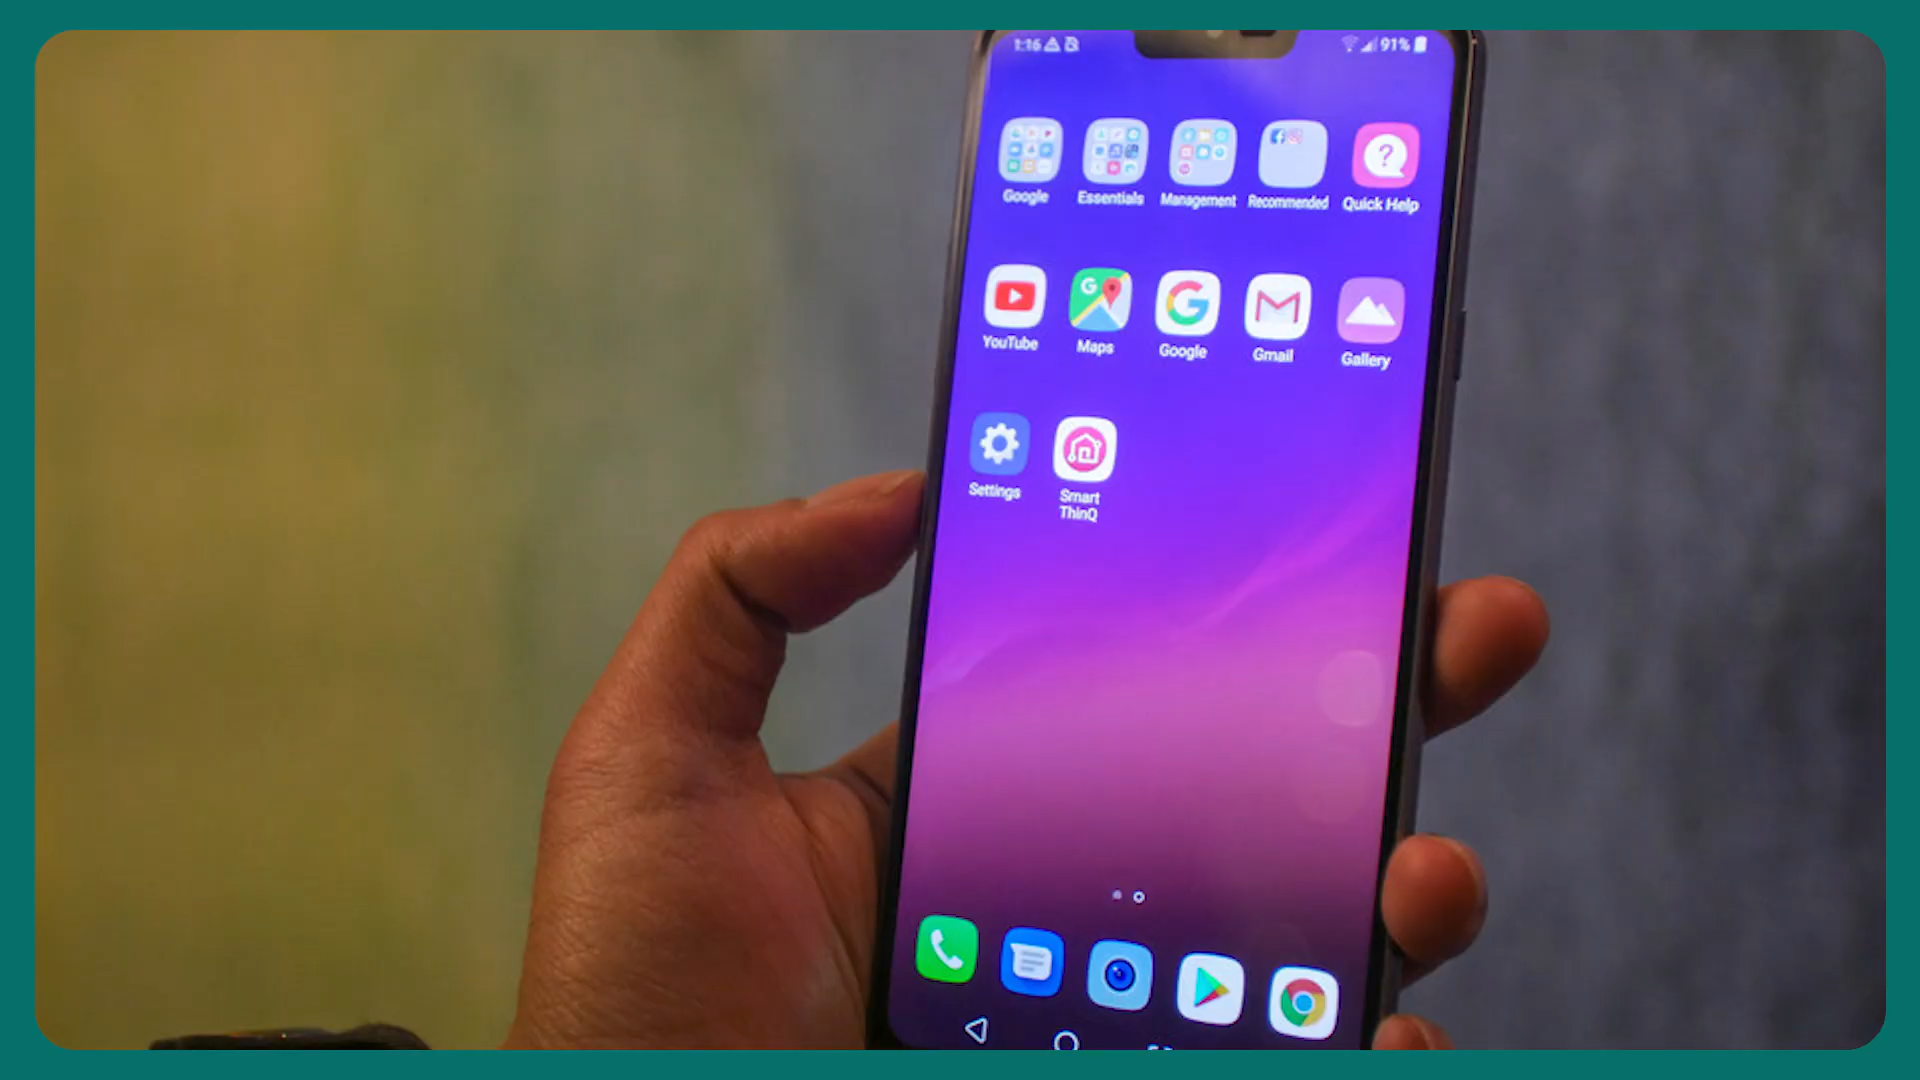 1:16 91%
Google Essentials Management Recommended Quick Help
YouTube Maps Google Gmail Gallery
Settings Smart
ThinQ